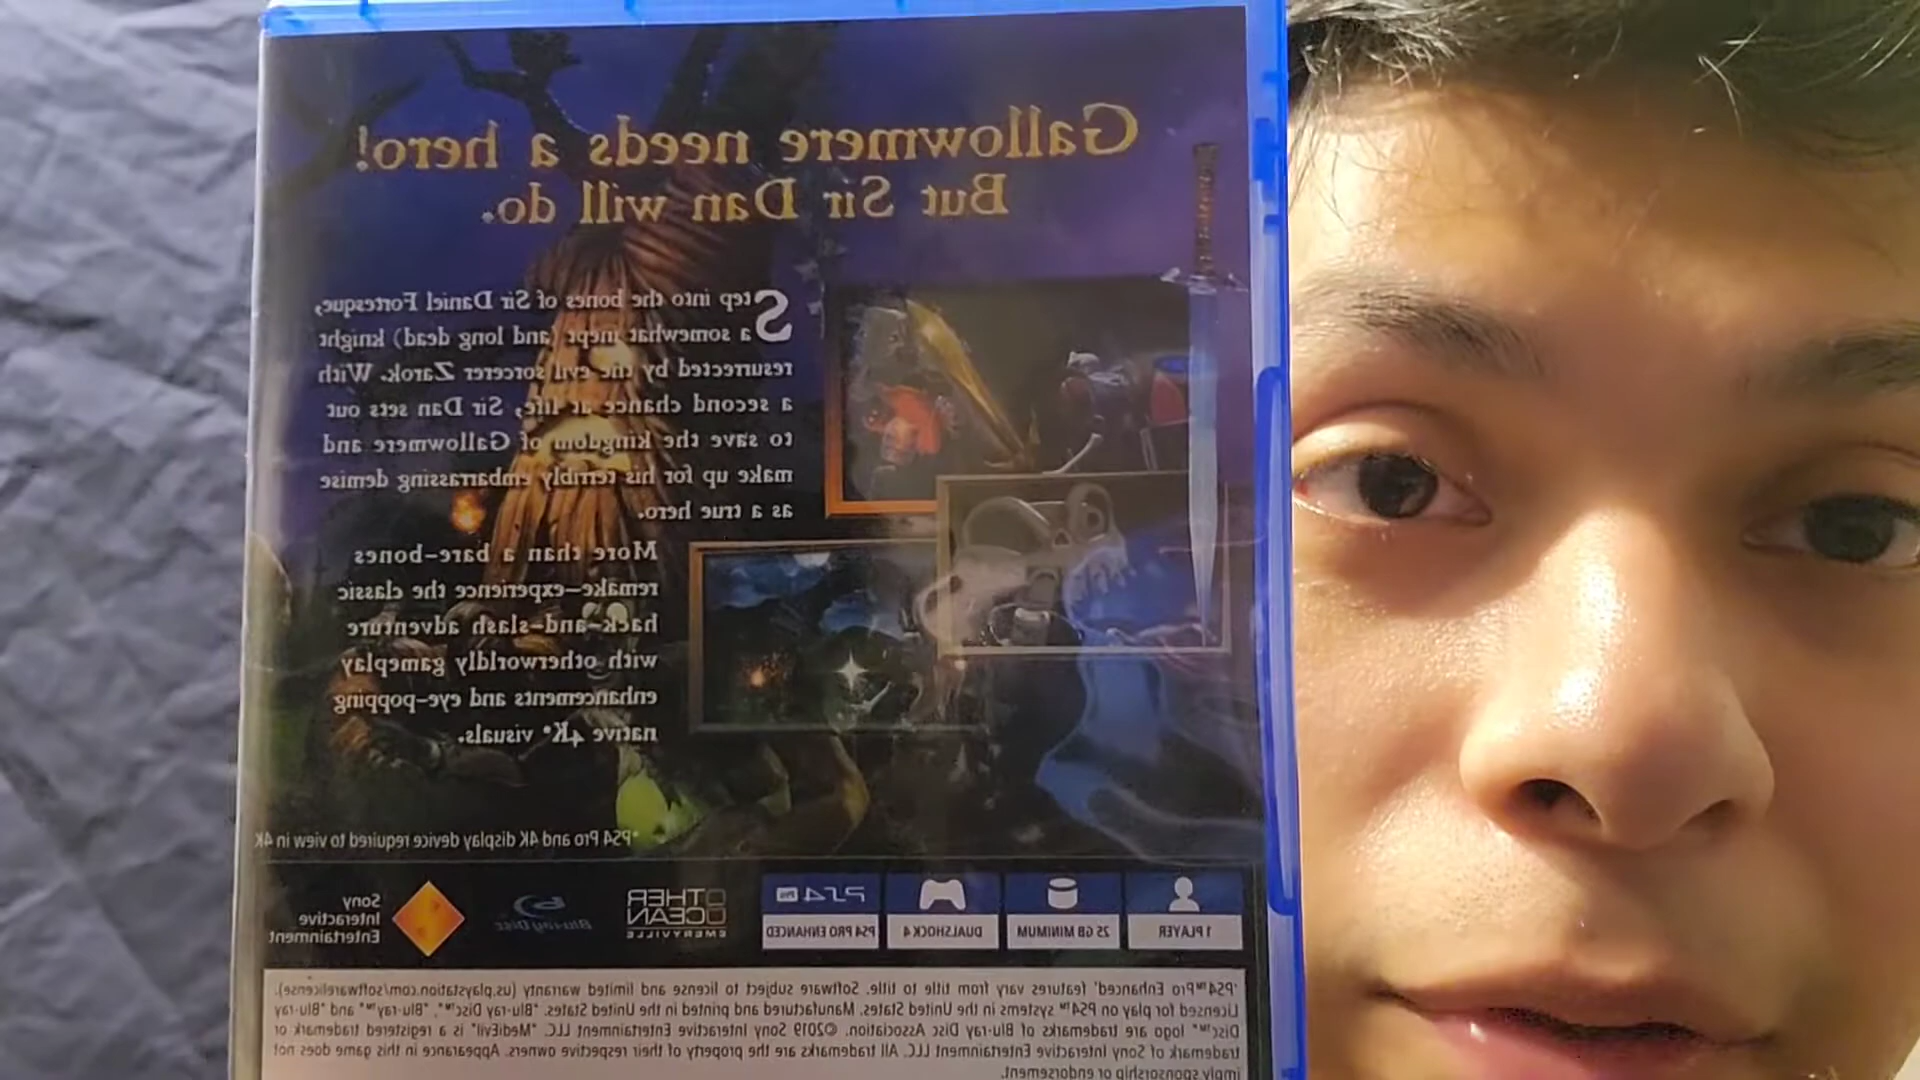 Gallowmere needs a hero!
But Sir Dan will do.
Step into the bones of Sir Daniel Fortesque,
a somewhat inept (and long dead) knight
resurrected by the evil sorcerer Zarok. With
a second chance at life, Sir Dan sets out
to save the kingdom of Gallowmere and
make up for his terribly embarrassing demise
as a true hero.
More than a bare-bones
remake—experience the classic
hack-and-slash adventure
with otherworldly gameplay
enhancements and eye-popping
native 4K* visuals.
*PS4 Pro and 4K display device required to view in 4K
1 PLAYER
25 GB MINIMUM
DUALSHOCK 4
PS4 Pro
PS4 PRO ENHANCED
OTHER
OCEAN
EMERYVILLE
Blu-ray Disc
Sony
Interactive
Entertainment
'PS4™Pro Enhanced' features vary from title to title. Software subject to license and limited warranty (us.playstation.com/softwarelicense).
Licensed for play on PS4™ systems in the United States. Manufactured and printed in the United States. "Blu-ray Disc™", "Blu-ray™" and "Blu-ray
Disc™" logo are trademarks of Blu-ray Disc Association. ©2019 Sony Interactive Entertainment LLC. "MediEvil" is a registered trademark or
trademark of Sony Interactive Entertainment LLC. All trademarks are the property of their respective owners. Appearance in this game does not
imply sponsorship or endorsement.